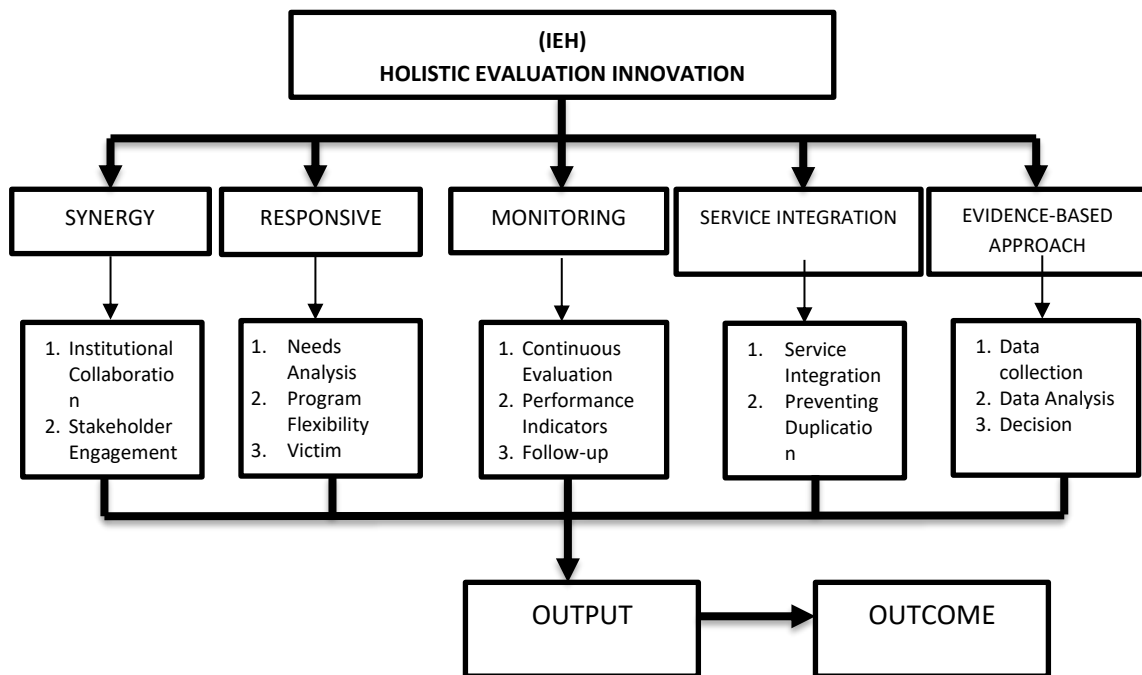 (IEH)
HOLISTIC EVALUATION INNOVATION
SYNERGY
RESPONSIVE
MONITORING
SERVICE INTEGRATION
EVIDENCE-BASED
APPROACH
1. Institutional
Collaboratio
n
2. Stakeholder
Engagement
1. Needs
Analysis
2. Program
Flexibility
3. Victim
1. Continuous
Evaluation
2. Performance
Indicators
3. Follow-up
1. Service
Integration
2. Preventing
Duplicatio
n
1. Data
collection
2. Data Analysis
3. Decision
OUTPUT
OUTCOME